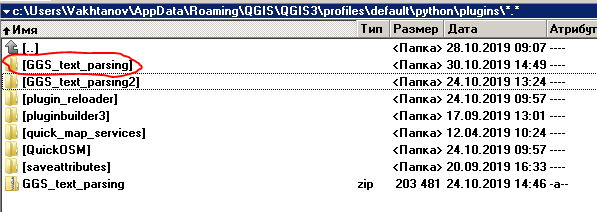 c:\Users\Vakhtanov\AppData\Roaming\QGIS\QGIS3\profiles\default\python\plugins\*.*
Имя Тип Размер Дата Атрибут
[..] <Папка> 28.10.2019 09:07 ----
[GGS_text_parsing] <Папка> 30.10.2019 14:49 ----
[GGS_text_parsing2] <Папка> 24.10.2019 13:24 ----
[plugin_reloader] <Папка> 24.10.2019 09:57 ----
[pluginbuilder3] <Папка> 17.09.2019 13:01 ----
[quick_map_services] <Папка> 12.04.2019 10:24 ----
[QuickOSM] <Папка> 24.10.2019 09:57 ----
[saveattributes] <Папка> 20.09.2019 16:33 ----
GGS_text_parsing zip 203 481 24.10.2019 14:46 -a--